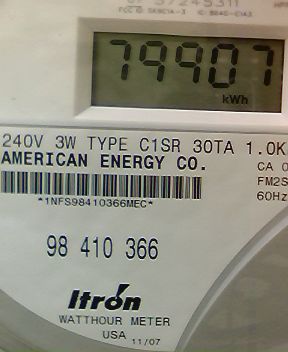 79907
kWh
240V 3W TYPE C1SR 30TA 1.0K
AMERICAN ENERGY CO.
CA 0
FM2S
60Hz
*1NFS98410366MEC*
98 410 366
Itrón
WATTHOUR METER
USA 11/07